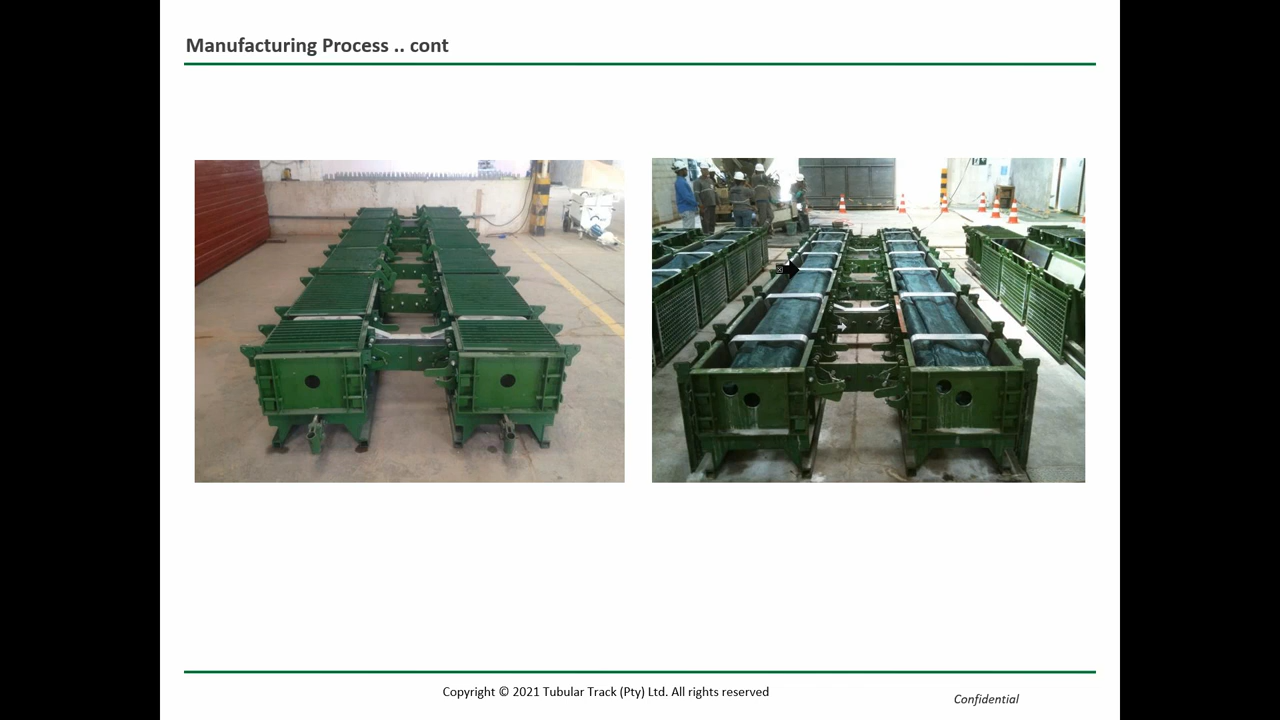 Manufacturing Process .. cont
Copyright © 2021 Tubular Track (Pty) Ltd. All rights reserved
Confidential